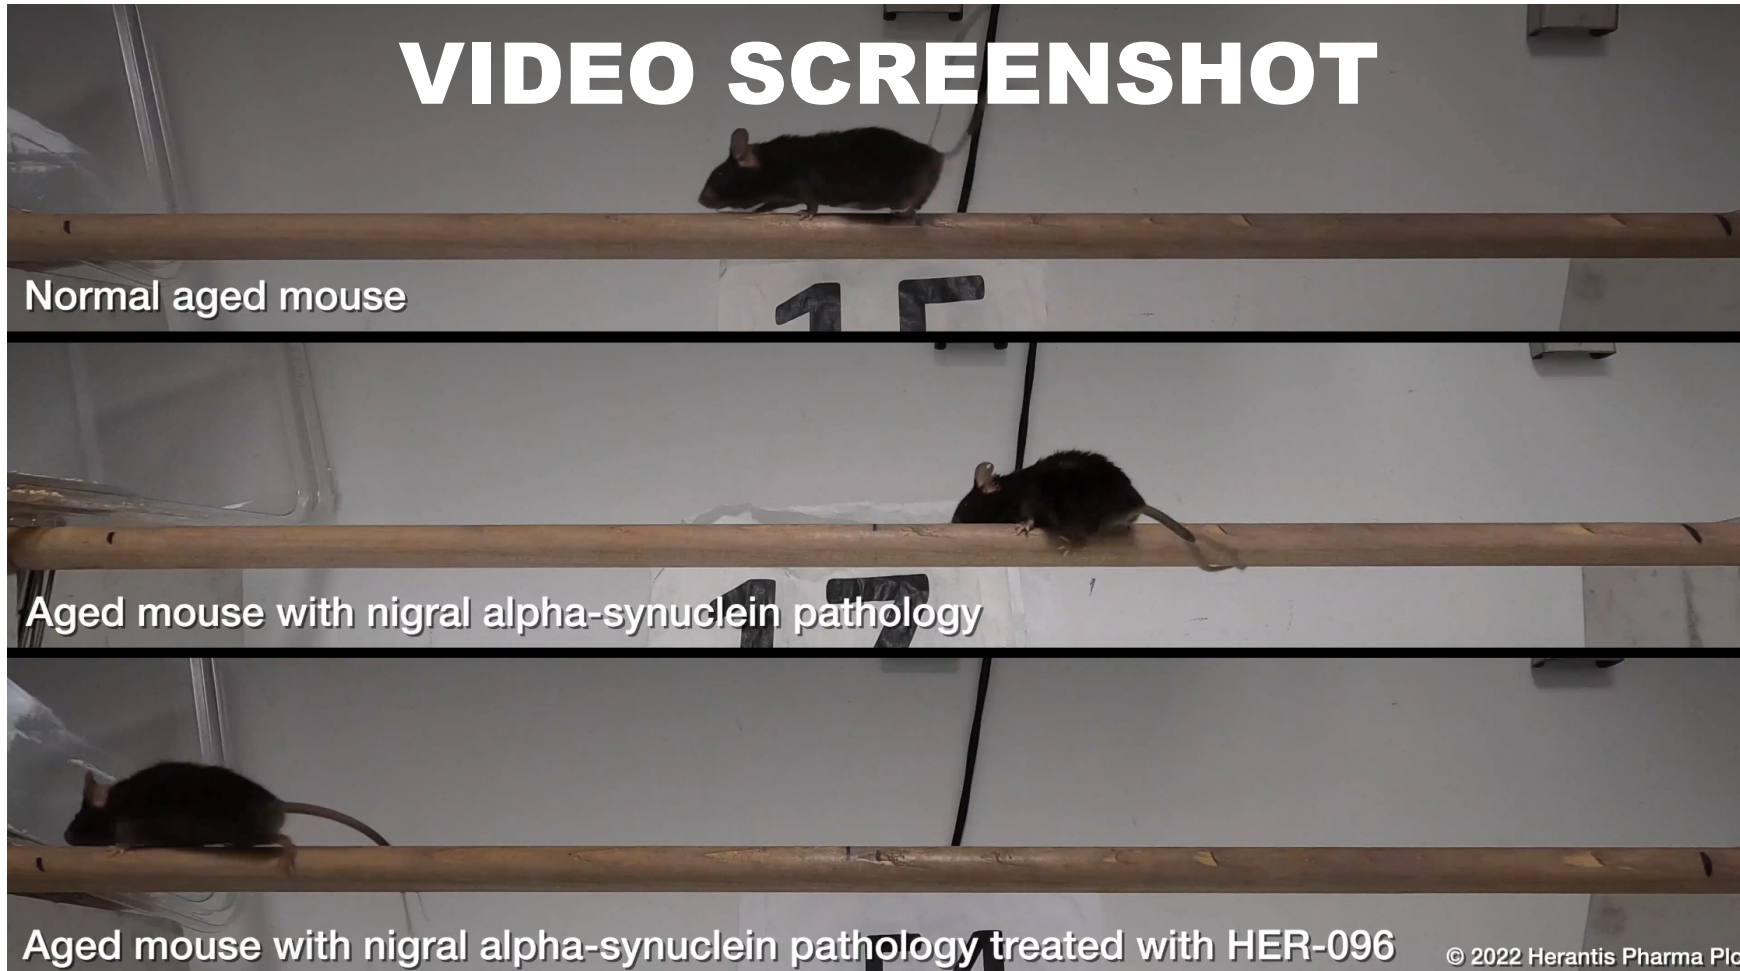 VIDEO SCREENSHOT
Normal aged mouse
Aged mouse with nigral alpha-synuclein pathology
17
Aged mouse with nigral alpha-synuclein pathology treated with HER-096
© 2022 Herantis Pharma Plc